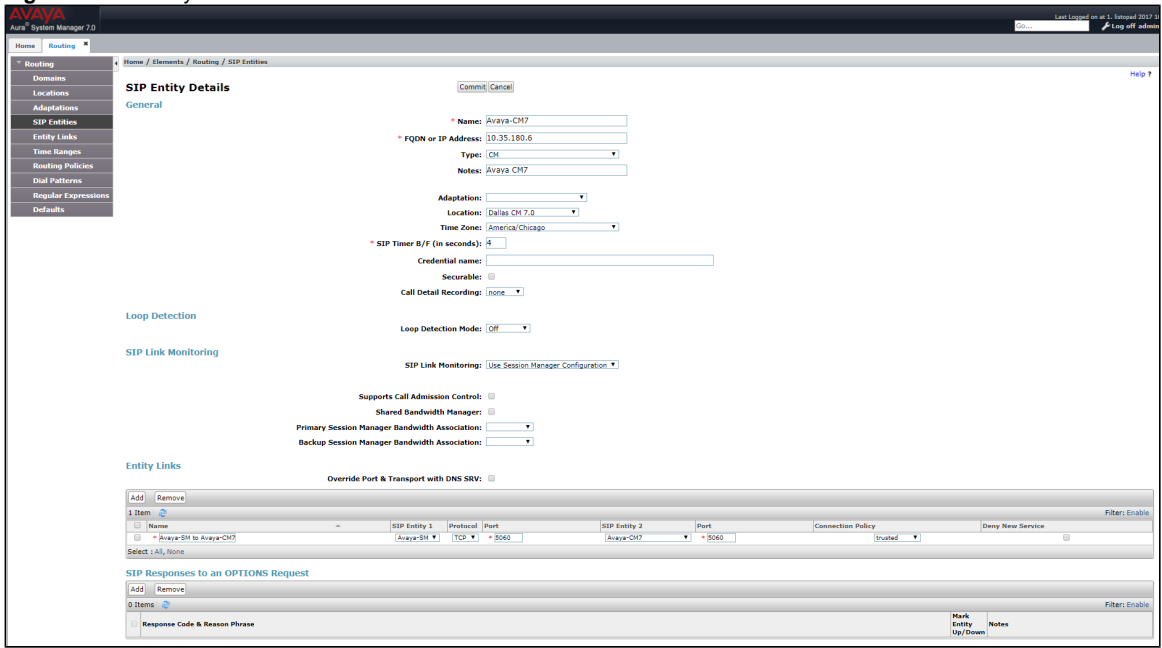 AVAYA
Aura® System Manager 7.0
Last Logged on at 1. listopad 2017
Go...
Log off admin
Home Routing ×
Routing
Domains
Locations
Adaptations
SIP Entities
Entity Links
Time Ranges
Routing Policies
Dial Patterns
Regular Expressions
Defaults
Home / Elements / Routing / SIP Entities
Help ?
SIP Entity Details
Commit Cancel
General
* Name: Avaya-CM7
* FQDN or IP Address: 10.35.180.6
Type: CM
Notes: Avaya CM7
Adaptation:
Location: Dallas CM 7.0
Time Zone: America/Chicago
* SIP Timer B/F (in seconds): 4
Credential name:
Securable:
Call Detail Recording: none
Loop Detection
Loop Detection Mode: Off
SIP Link Monitoring
SIP Link Monitoring: Use Session Manager Configuration
Supports Call Admission Control:
Shared Bandwidth Manager:
Primary Session Manager Bandwidth Association:
Backup Session Manager Bandwidth Association:
Entity Links
Override Port & Transport with DNS SRV:
Add Remove
1 Item Filter: Enable
Name SIP Entity 1 Protocol Port SIP Entity 2 Port Connection Policy Deny New Service
* Avaya-SM to Avaya-CM7 Avaya-SM TCP * 5060 Avaya-CM7 * 5060 trusted
Select : All, None
SIP Responses to an OPTIONS Request
Add Remove
0 Items Filter: Enable
Response Code & Reason Phrase Mark Entity Up/Down Notes